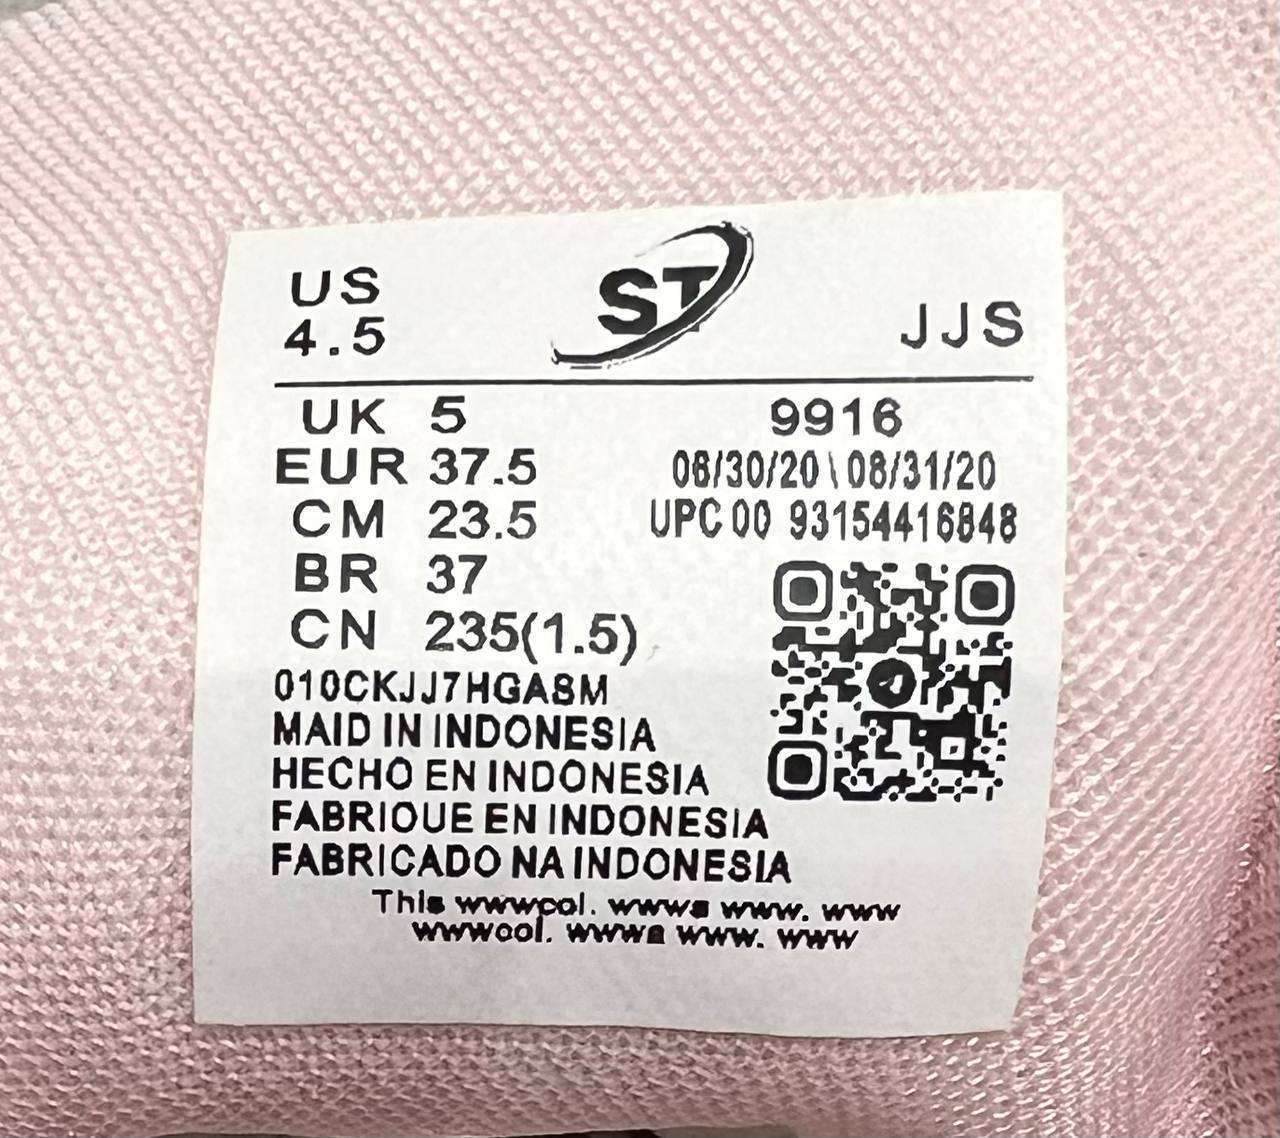 US
4.5
ST
JJS
UK 5
EUR 37.5
CM 23.5
BR 37
CN 235(1.5)
9916
08/30/20 \ 08/31/20
UPC 00 93154416848
010CKJJ7HGA8M
MAID IN INDONESIA
HECHO EN INDONESIA
FABRIOUE EN INDONESIA
FABRICADO NA INDONESIA
This wwwcol. wwws www. www
wwwool. wwwa www. www